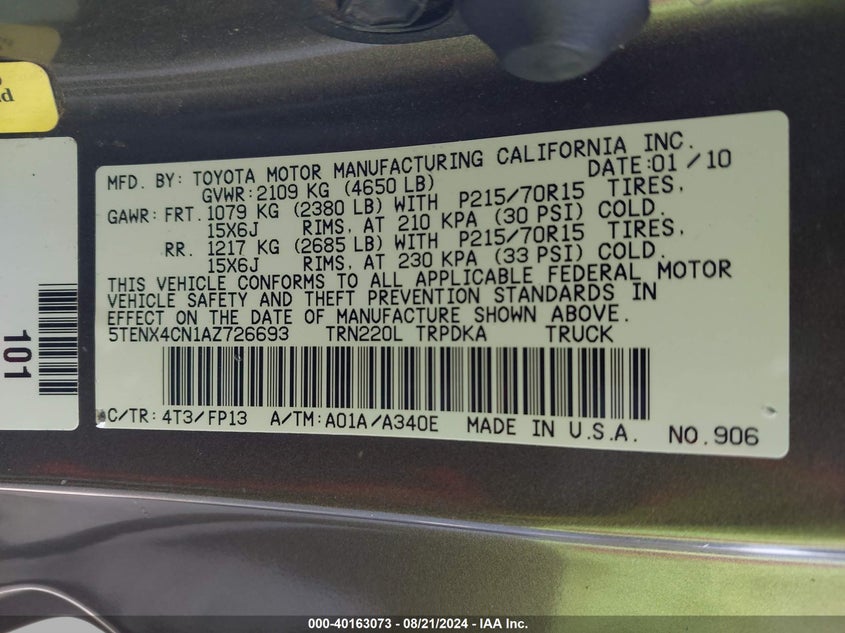 MFD. BY: TOYOTA MOTOR MANUFACTURING CALIFORNIA INC.
GVWR:2109 KG (4650 LB) DATE:01/10
GAWR: FRT. 1079 KG (2380 LB) WITH P215/70R15 TIRES,
15X6J RIMS, AT 210 KPA (30 PSI) COLD.
RR. 1217 KG (2685 LB) WITH P215/70R15 TIRES,
15X6J RIMS, AT 230 KPA (33 PSI) COLD.
THIS VEHICLE CONFORMS TO ALL APPLICABLE FEDERAL MOTOR
VEHICLE SAFETY AND THEFT PREVENTION STANDARDS IN
EFFECT ON THE DATE OF MANUFACTURE SHOWN ABOVE.
5TENX4CN1AZ726693 TRN220L TRPDKA TRUCK
C/TR: 4T3/FP13 A/TM:A01A/A340E MADE IN U.S.A. NO.906
101
000-40163073 - 08/21/2024 - IAA Inc.